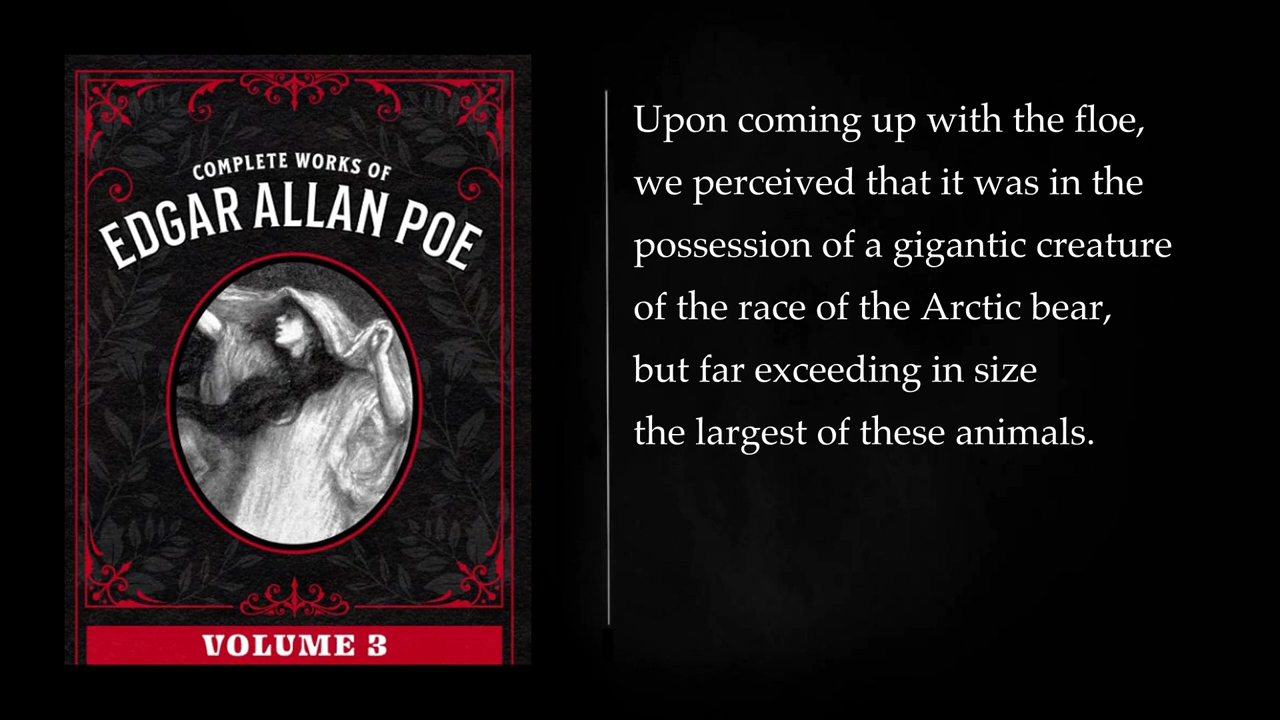 COMPLETE WORKS OF
EDGAR ALLAN POE
VOLUME 3
Upon coming up with the floe,
we perceived that it was in the
possession of a gigantic creature
of the race of the Arctic bear,
but far exceeding in size
the largest of these animals.